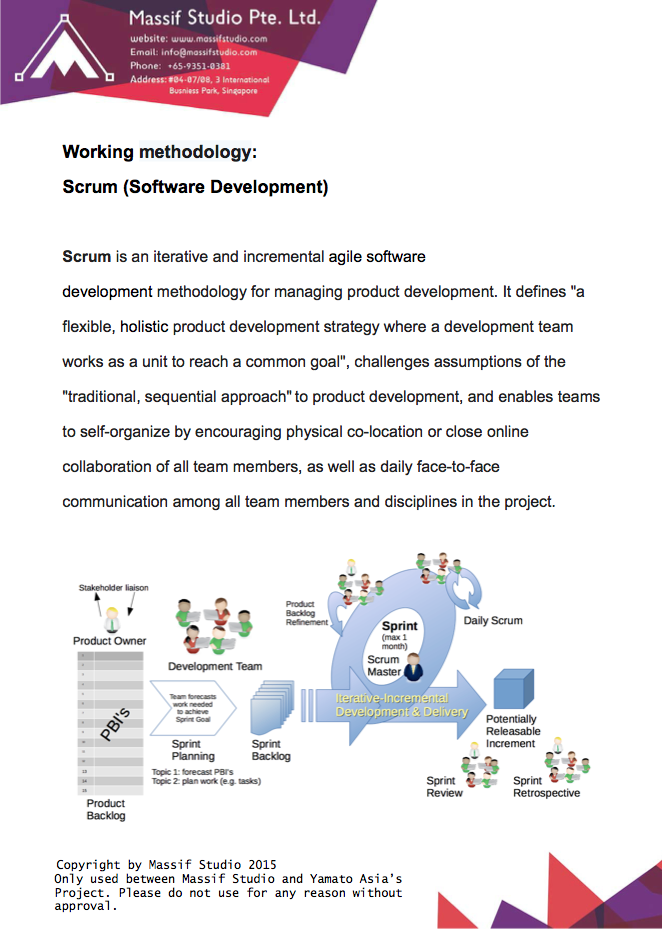 Massif Studio Pte. Ltd.
website: www.massifstudio.com
Email: info@massifstudio.com
Phone: +65-9351-0381
Address: #04-07/08, 3 International
Busniess Park, Singapore
Working methodology:
Scrum (Software Development)
Scrum is an iterative and incremental agile software
development methodology for managing product development. It defines "a
flexible, holistic product development strategy where a development team
works as a unit to reach a common goal", challenges assumptions of the
"traditional, sequential approach" to product development, and enables teams
to self-organize by encouraging physical co-location or close online
collaboration of all team members, as well as daily face-to-face
communication among all team members and disciplines in the project.
Stakeholder liaison
Product Owner
PBI's
Product
Backlog
Development Team
Team forecasts
work needed
to achieve
Sprint Goal
Sprint
Planning
Topic 1: forecast PBI's
Topic 2: plan work (e.g. tasks)
Sprint
Backlog
Product
Backlog
Refinement
Sprint
(max 1
month)
Scrum
Master
Daily Scrum
Iterative-Incremental
Development & Delivery
Potentially
Releasable
Increment
Sprint
Review
Sprint
Retrospective
Copyright by Massif Studio 2015
Only used between Massif Studio and Yamato Asia's
Project. Please do not use for any reason without
approval.